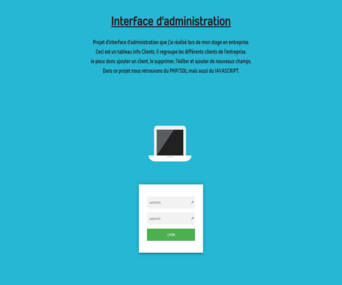 Interface d'administration
Projet d'interface d'administration que j'ai réalisé lors de mon stage en entreprise.
Ceci est un tableau info Clients. Il regroupe les différents clients de l'entreprise.
Je peux donc ajouter un client, le supprimer, l'éditer et ajouter de nouveaux champs.
Dans ce projet nous retrouvons du PHP/SQL mais aussi du JAVASCRIPT.
username
password
LOGIN